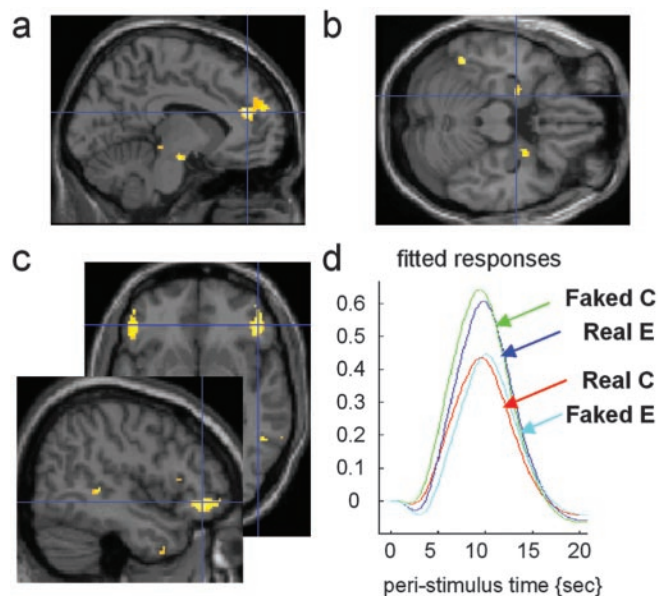 a
b
c
d
fitted responses
0.6
0.5
0.4
0.3
0.2
0.1
0
Faked C
Real E
Real C
Faked E
0
5
10
15
20
peri-stimulus time {sec}